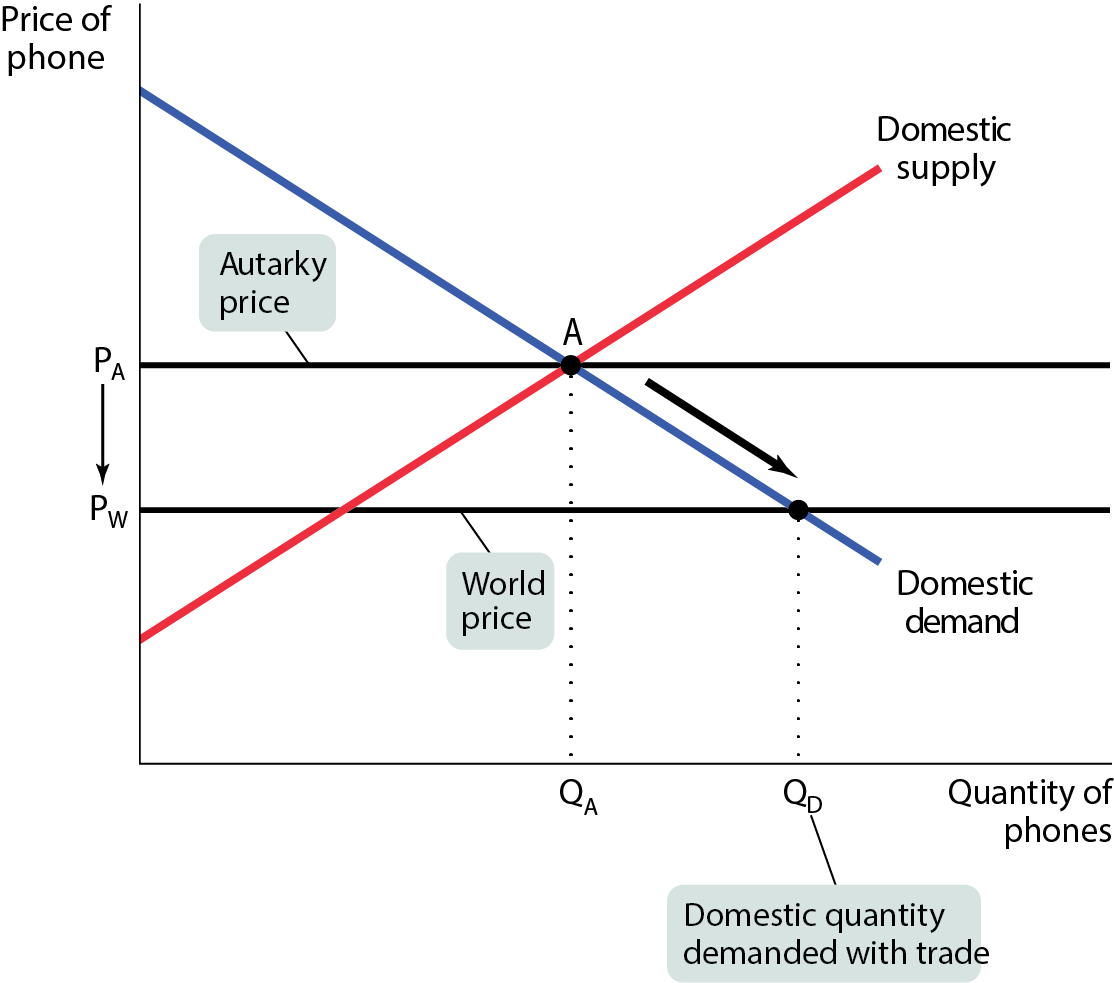 Price of
phone
Domestic
supply
Autarky
price
A
P_A
P_W
World
price
Domestic
demand
Q_A
Q_D
Quantity of
phones
Domestic quantity
demanded with trade